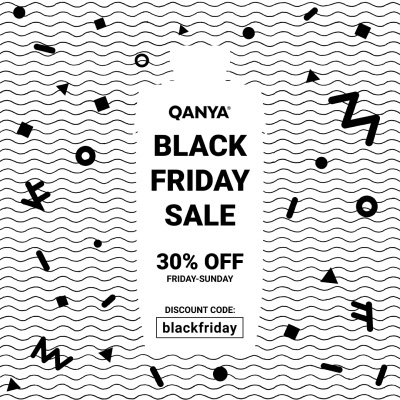 QANYA®
BLACK
FRIDAY
SALE
30% OFF
FRIDAY-SUNDAY
DISCOUNT CODE:
blackfriday